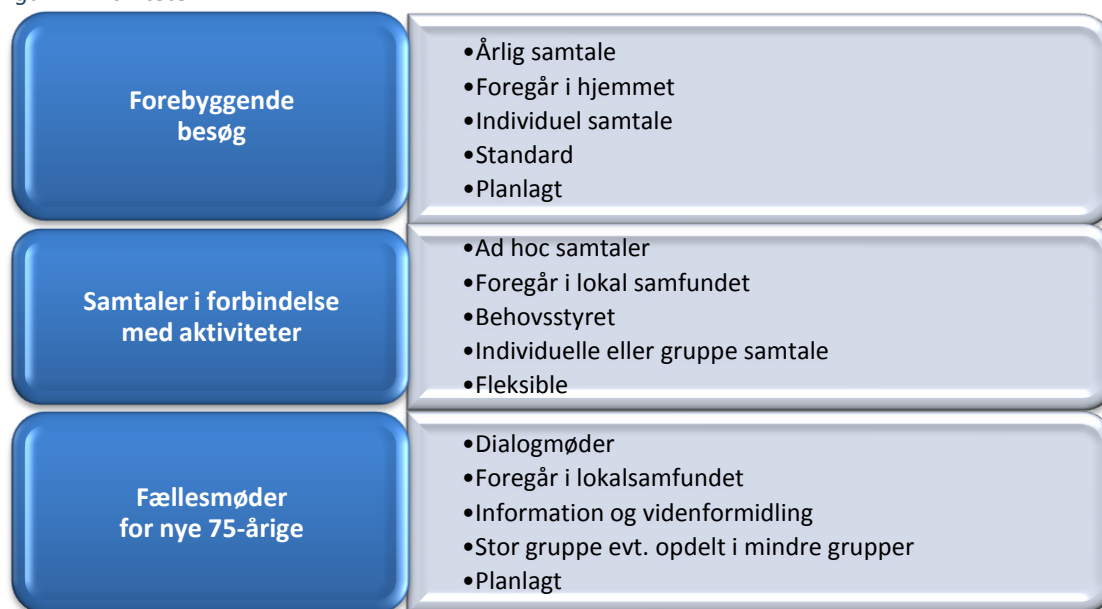 Forebyggende
besøg
•Årlig samtale
•Foregår i hjemmet
•Individuel samtale
•Standard
•Planlagt
Samtaler i forbindelse
med aktiviteter
•Ad hoc samtaler
•Foregår i lokal samfundet
•Behovsstyret
•Individuelle eller gruppe samtale
•Fleksible
Fællesmøder
for nye 75-årige
•Dialogmøder
•Foregår i lokalsamfundet
•Information og videnformidling
•Stor gruppe evt. opdelt i mindre grupper
•Planlagt